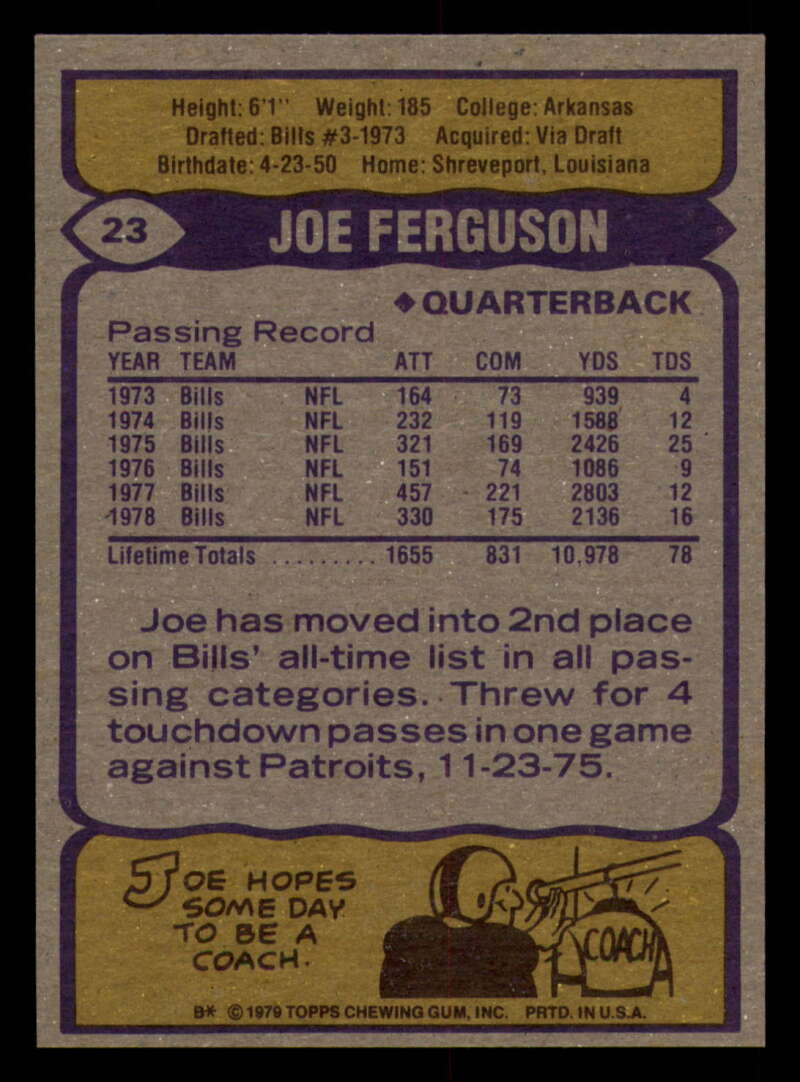 Height: 6'1" Weight: 185 College: Arkansas
Drafted: Bills #3-1973 Acquired: Via Draft
Birthdate: 4-23-50 Home: Shreveport, Louisiana
23 JOE FERGUSON
QUARTERBACK
Passing Record
YEAR TEAM ATT COM YDS TDS
1973 Bills NFL 164 73 939 4
1974 Bills NFL 232 119 1588 12
1975 Bills NFL 321 169 2426 25
1976 Bills NFL 151 74 1086 9
1977 Bills NFL 457 221 2803 12
1978 Bills NFL 330 175 2136 16
Lifetime Totals ......... 1655 831 10,978 78
Joe has moved into 2nd place
on Bills' all-time list in all pas-
sing categories. Threw for 4
touchdown passes in one game
against Patroits, 11-23-75.
JOE HOPES
SOME DAY
TO BE A
COACH.
COACH
B* © 1979 TOPPS CHEWING GUM, INC. PRTD. IN U.S.A.